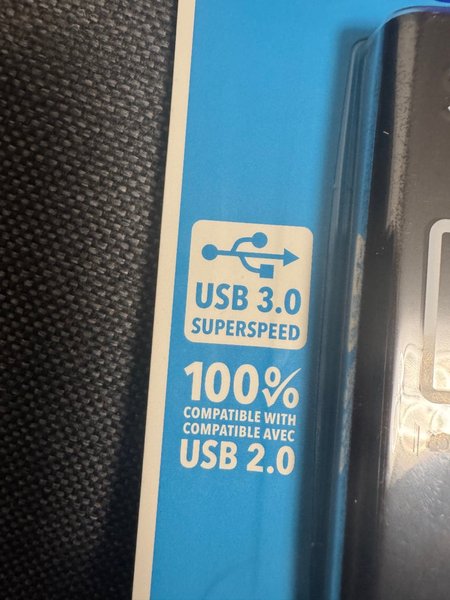 USB 3.0
SUPERSPEED
100%
COMPATIBLE WITH
COMPATIBLE AVEC
USB 2.0